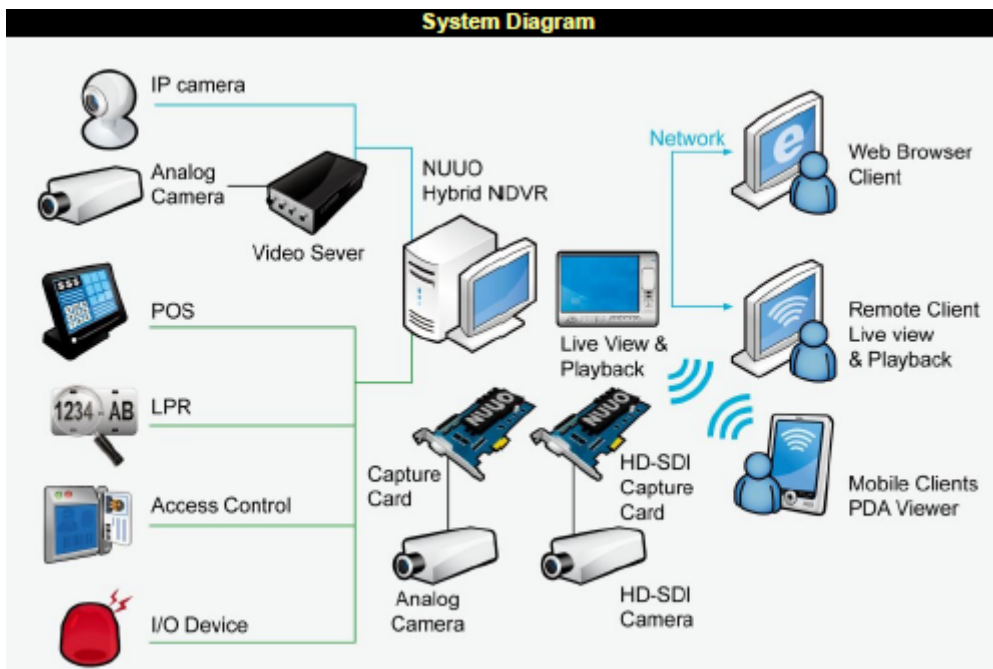 System Diagram
IP camera
Analog
Camera
Video Sever
NUUO
Hybrid NDVR
Network
Web Browser
Client
POS
LPR
1234 - AB
Access Control
I/O Device
Live View &
Playback
Remote Client
Live view
& Playback
NUUO
Capture
Card
NUUO
HD-SDI
Capture
Card
Analog
Camera
HD-SDI
Camera
Mobile Clients
PDA Viewer
e
SSS